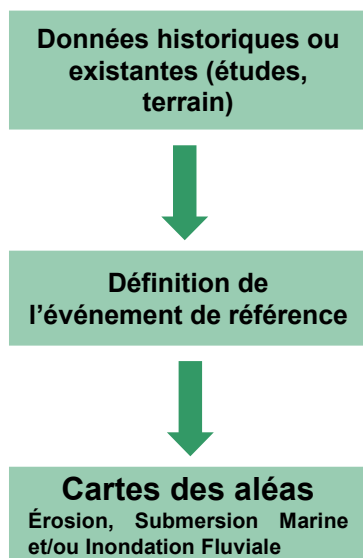 Données historiques ou
existantes (études,
terrain)
Définition de
l'événement de référence
Cartes des aléas
Érosion, Submersion Marine
et/ou Inondation Fluviale